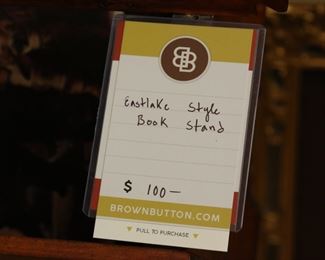 BB
Eastlake Style
Book Stand
$ 100—
BROWNBUTTON.COM
PULL TO PURCHASE